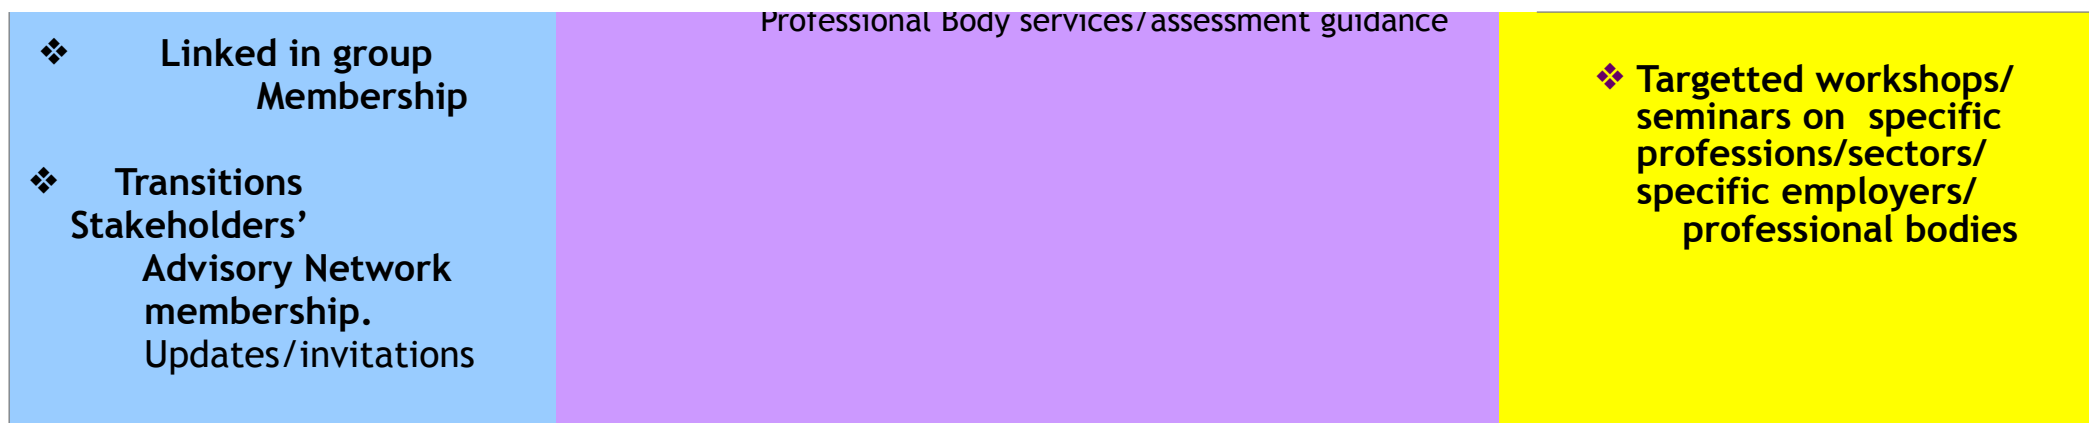 ❖ Linked in group
Membership
❖ Transitions
Stakeholders’
Advisory Network
membership.
Updates/invitations
Professional Body services/assessment guidance
❖ Targetted workshops/
seminars on specific
professions/sectors/
specific employers/
professional bodies